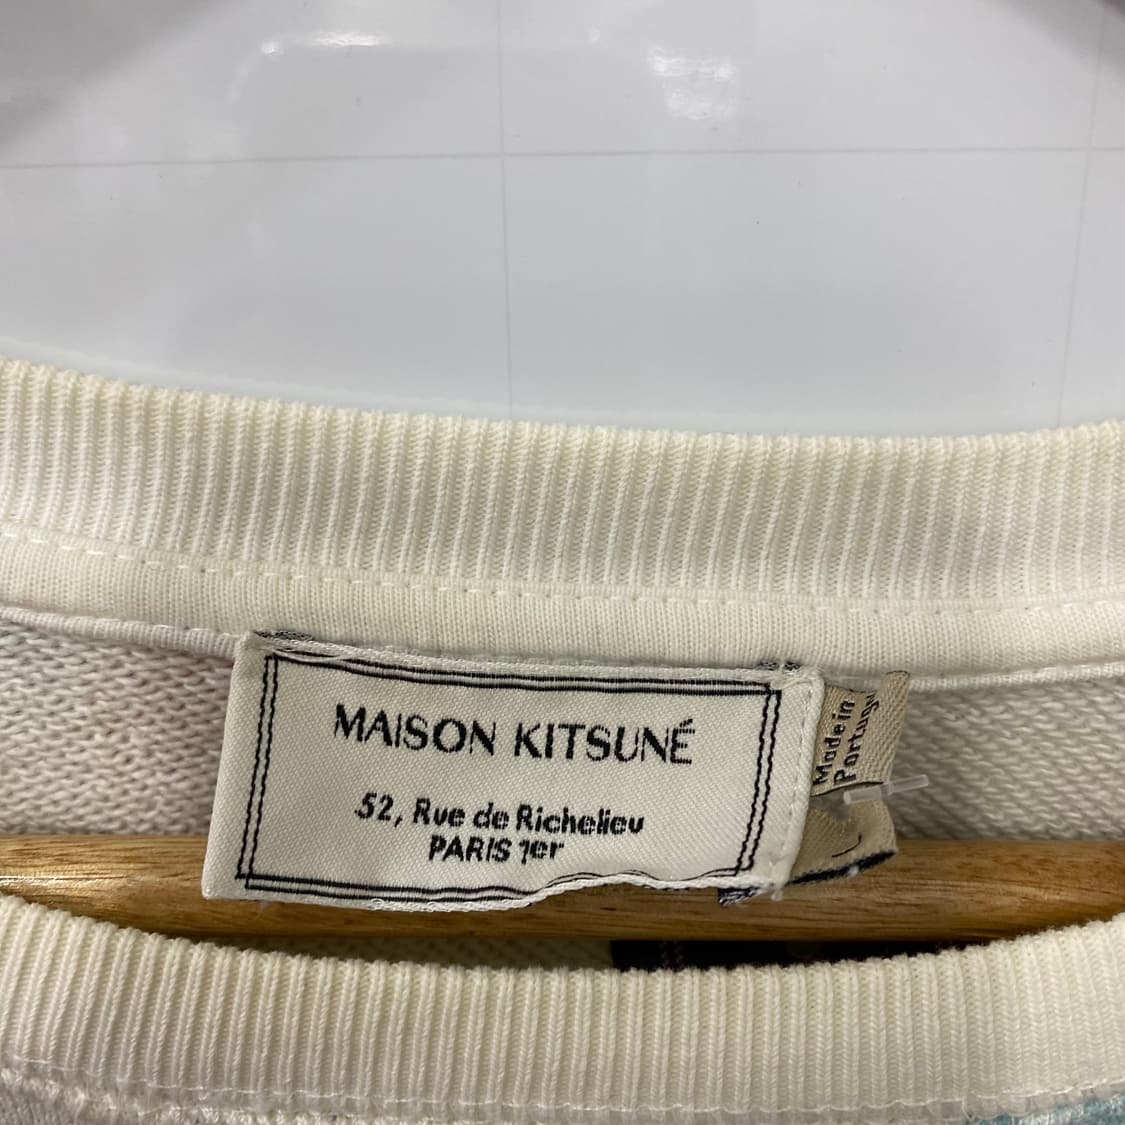 MAISON KITSUNÉ
52, Rue de Richelieu
PARIS 1er
Made in
Portugal